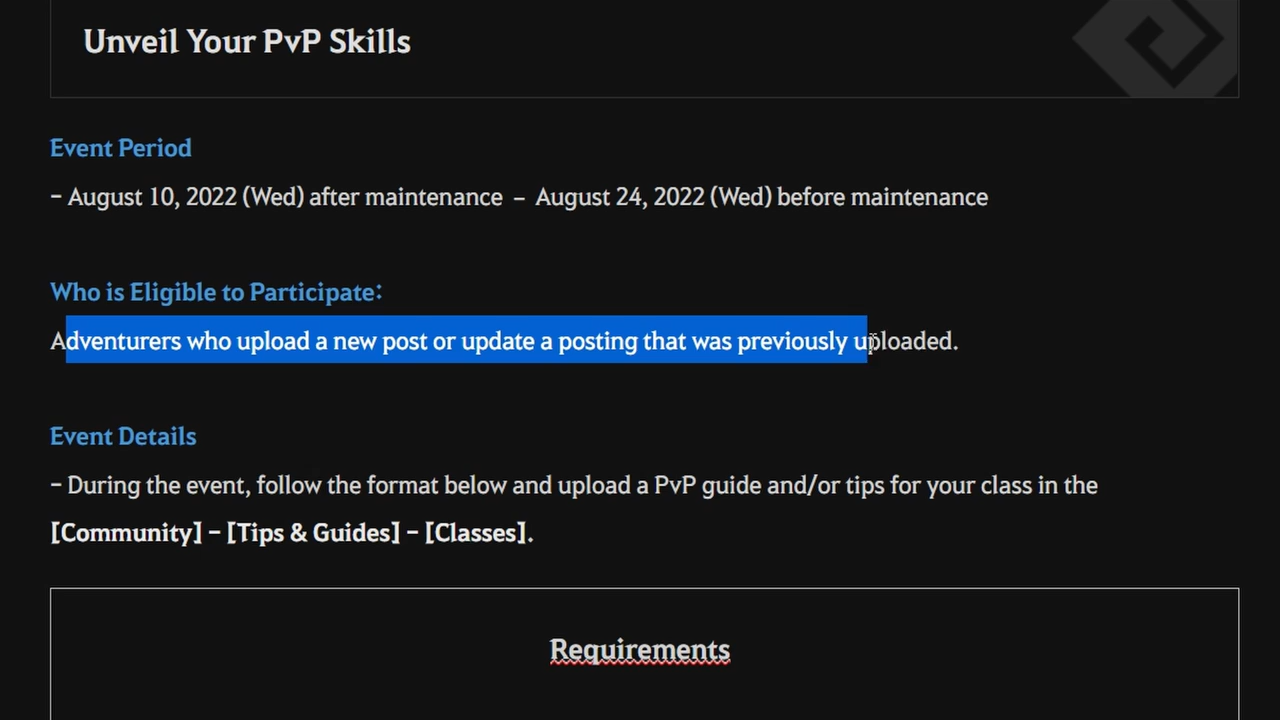 Unveil Your PvP Skills
Event Period
– August 10, 2022 (Wed) after maintenance – August 24, 2022 (Wed) before maintenance
Who is Eligible to Participate:
Adventurers who upload a new post or update a posting that was previously uploaded.
Event Details
– During the event, follow the format below and upload a PvP guide and/or tips for your class in the
[Community] – [Tips & Guides] – [Classes].
Requirements